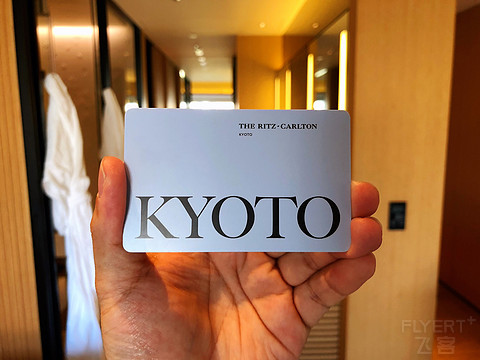 THE RITZ · CARLTON
KYOTO
KYOTO
FLYERT+
飞客